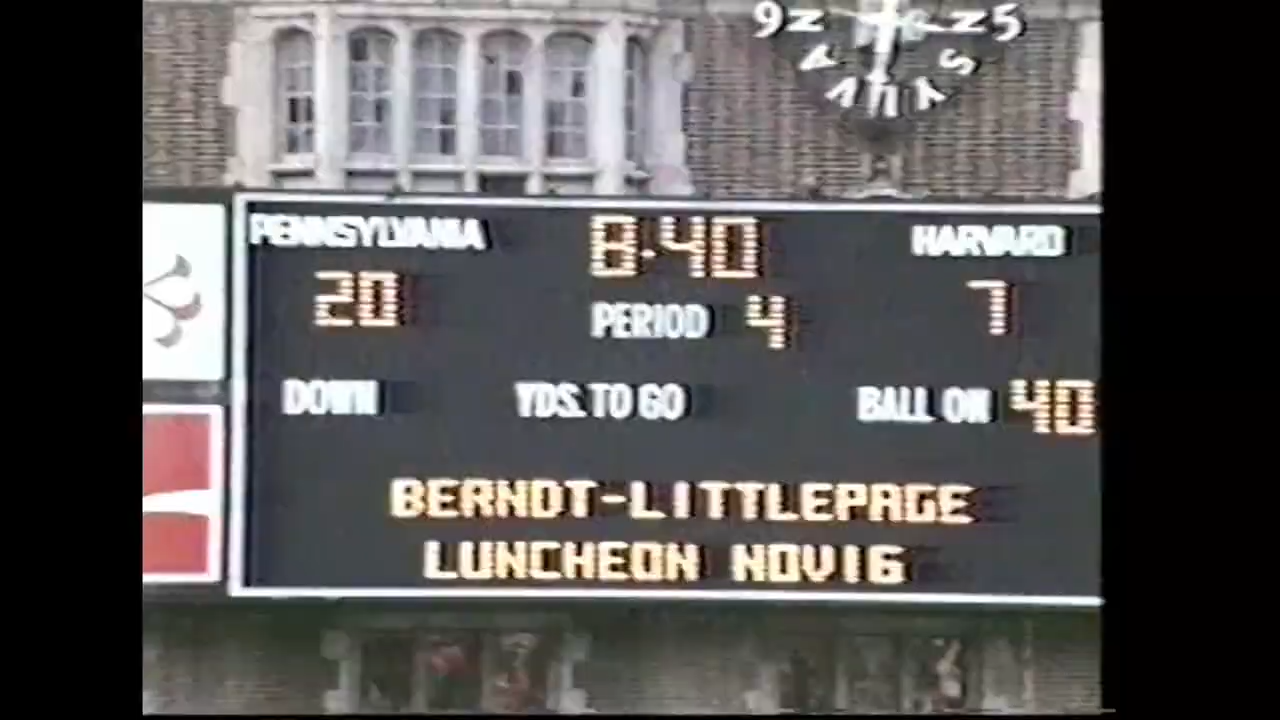 PENNSYLVANIA 8:40 HARVARD
20 PERIOD 4 7
DOWN YDS. TO GO BALL ON 40
BERNDT-LITTLEPAGE
LUNCHEON NOV16